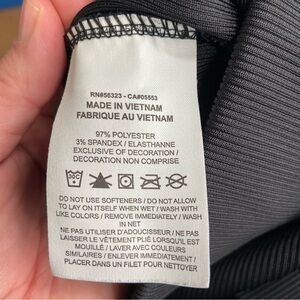 RN#56323 - CA#05553
MADE IN VIETNAM
FABRIQUE AU VIETNAM
97% POLYESTER
3% SPANDEX / ELASTHANNE
EXCLUSIVE OF DECORATION /
DECORATION NON COMPRISE
30C
DO NOT USE SOFTENERS / DO NOT ALLOW
TO LAY ON ITSELF WHEN WET / WASH WITH
LIKE COLORS / REMOVE IMMEDIATELY / WASH
IN NET
NE PAS UTILISER D'ADOUCISSEUR / NE PAS
LAISSER LE VÊTEMENT PLIÉ LORSQU'IL EST
MOUILLÉ / LAVER AVEC COULEURS
SIMILAIRES / ENLEVER IMMÉDIATEMENT /
PLACER DANS UN FILET POUR NETTOYER